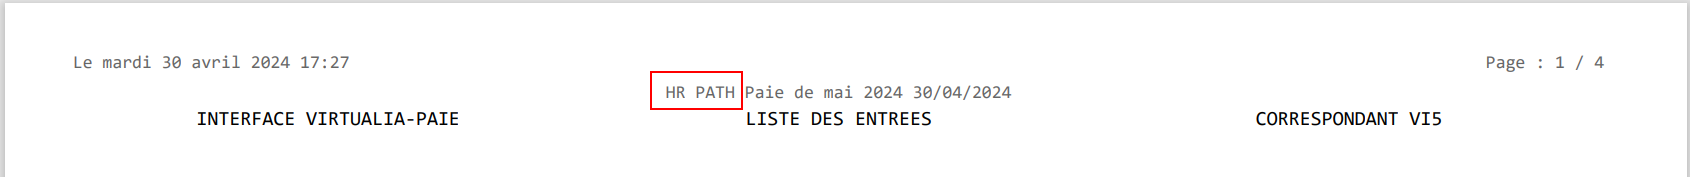 Le mardi 30 avril 2024 17:27 Page : 1 / 4
HR PATH Paie de mai 2024 30/04/2024
INTERFACE VIRTUALIA-PAIE LISTE DES ENTREES CORRESPONDANT VI5